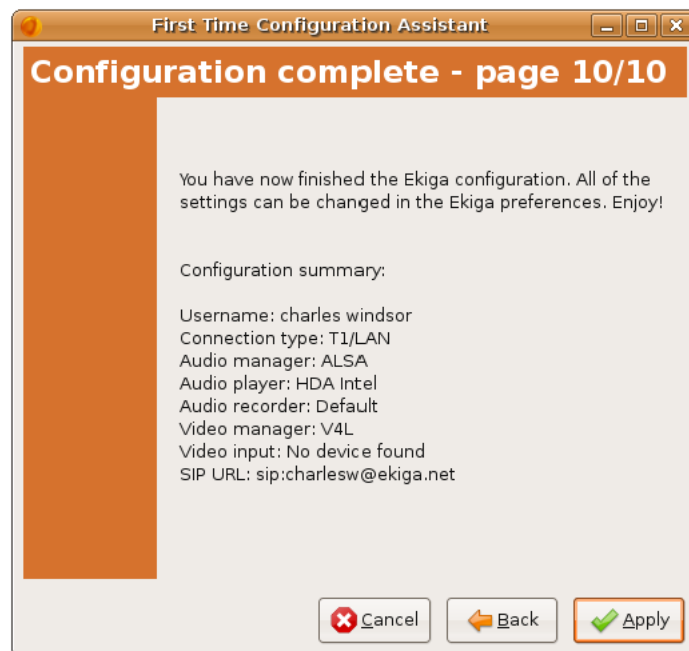 First Time Configuration Assistant
Configuration complete - page 10/10
You have now finished the Ekiga configuration. All of the
settings can be changed in the Ekiga preferences. Enjoy!
Configuration summary:
Username: charles windsor
Connection type: T1/LAN
Audio manager: ALSA
Audio player: HDA Intel
Audio recorder: Default
Video manager: V4L
Video input: No device found
SIP URL: sip:charlesw@ekiga.net
Cancel
Back
Apply